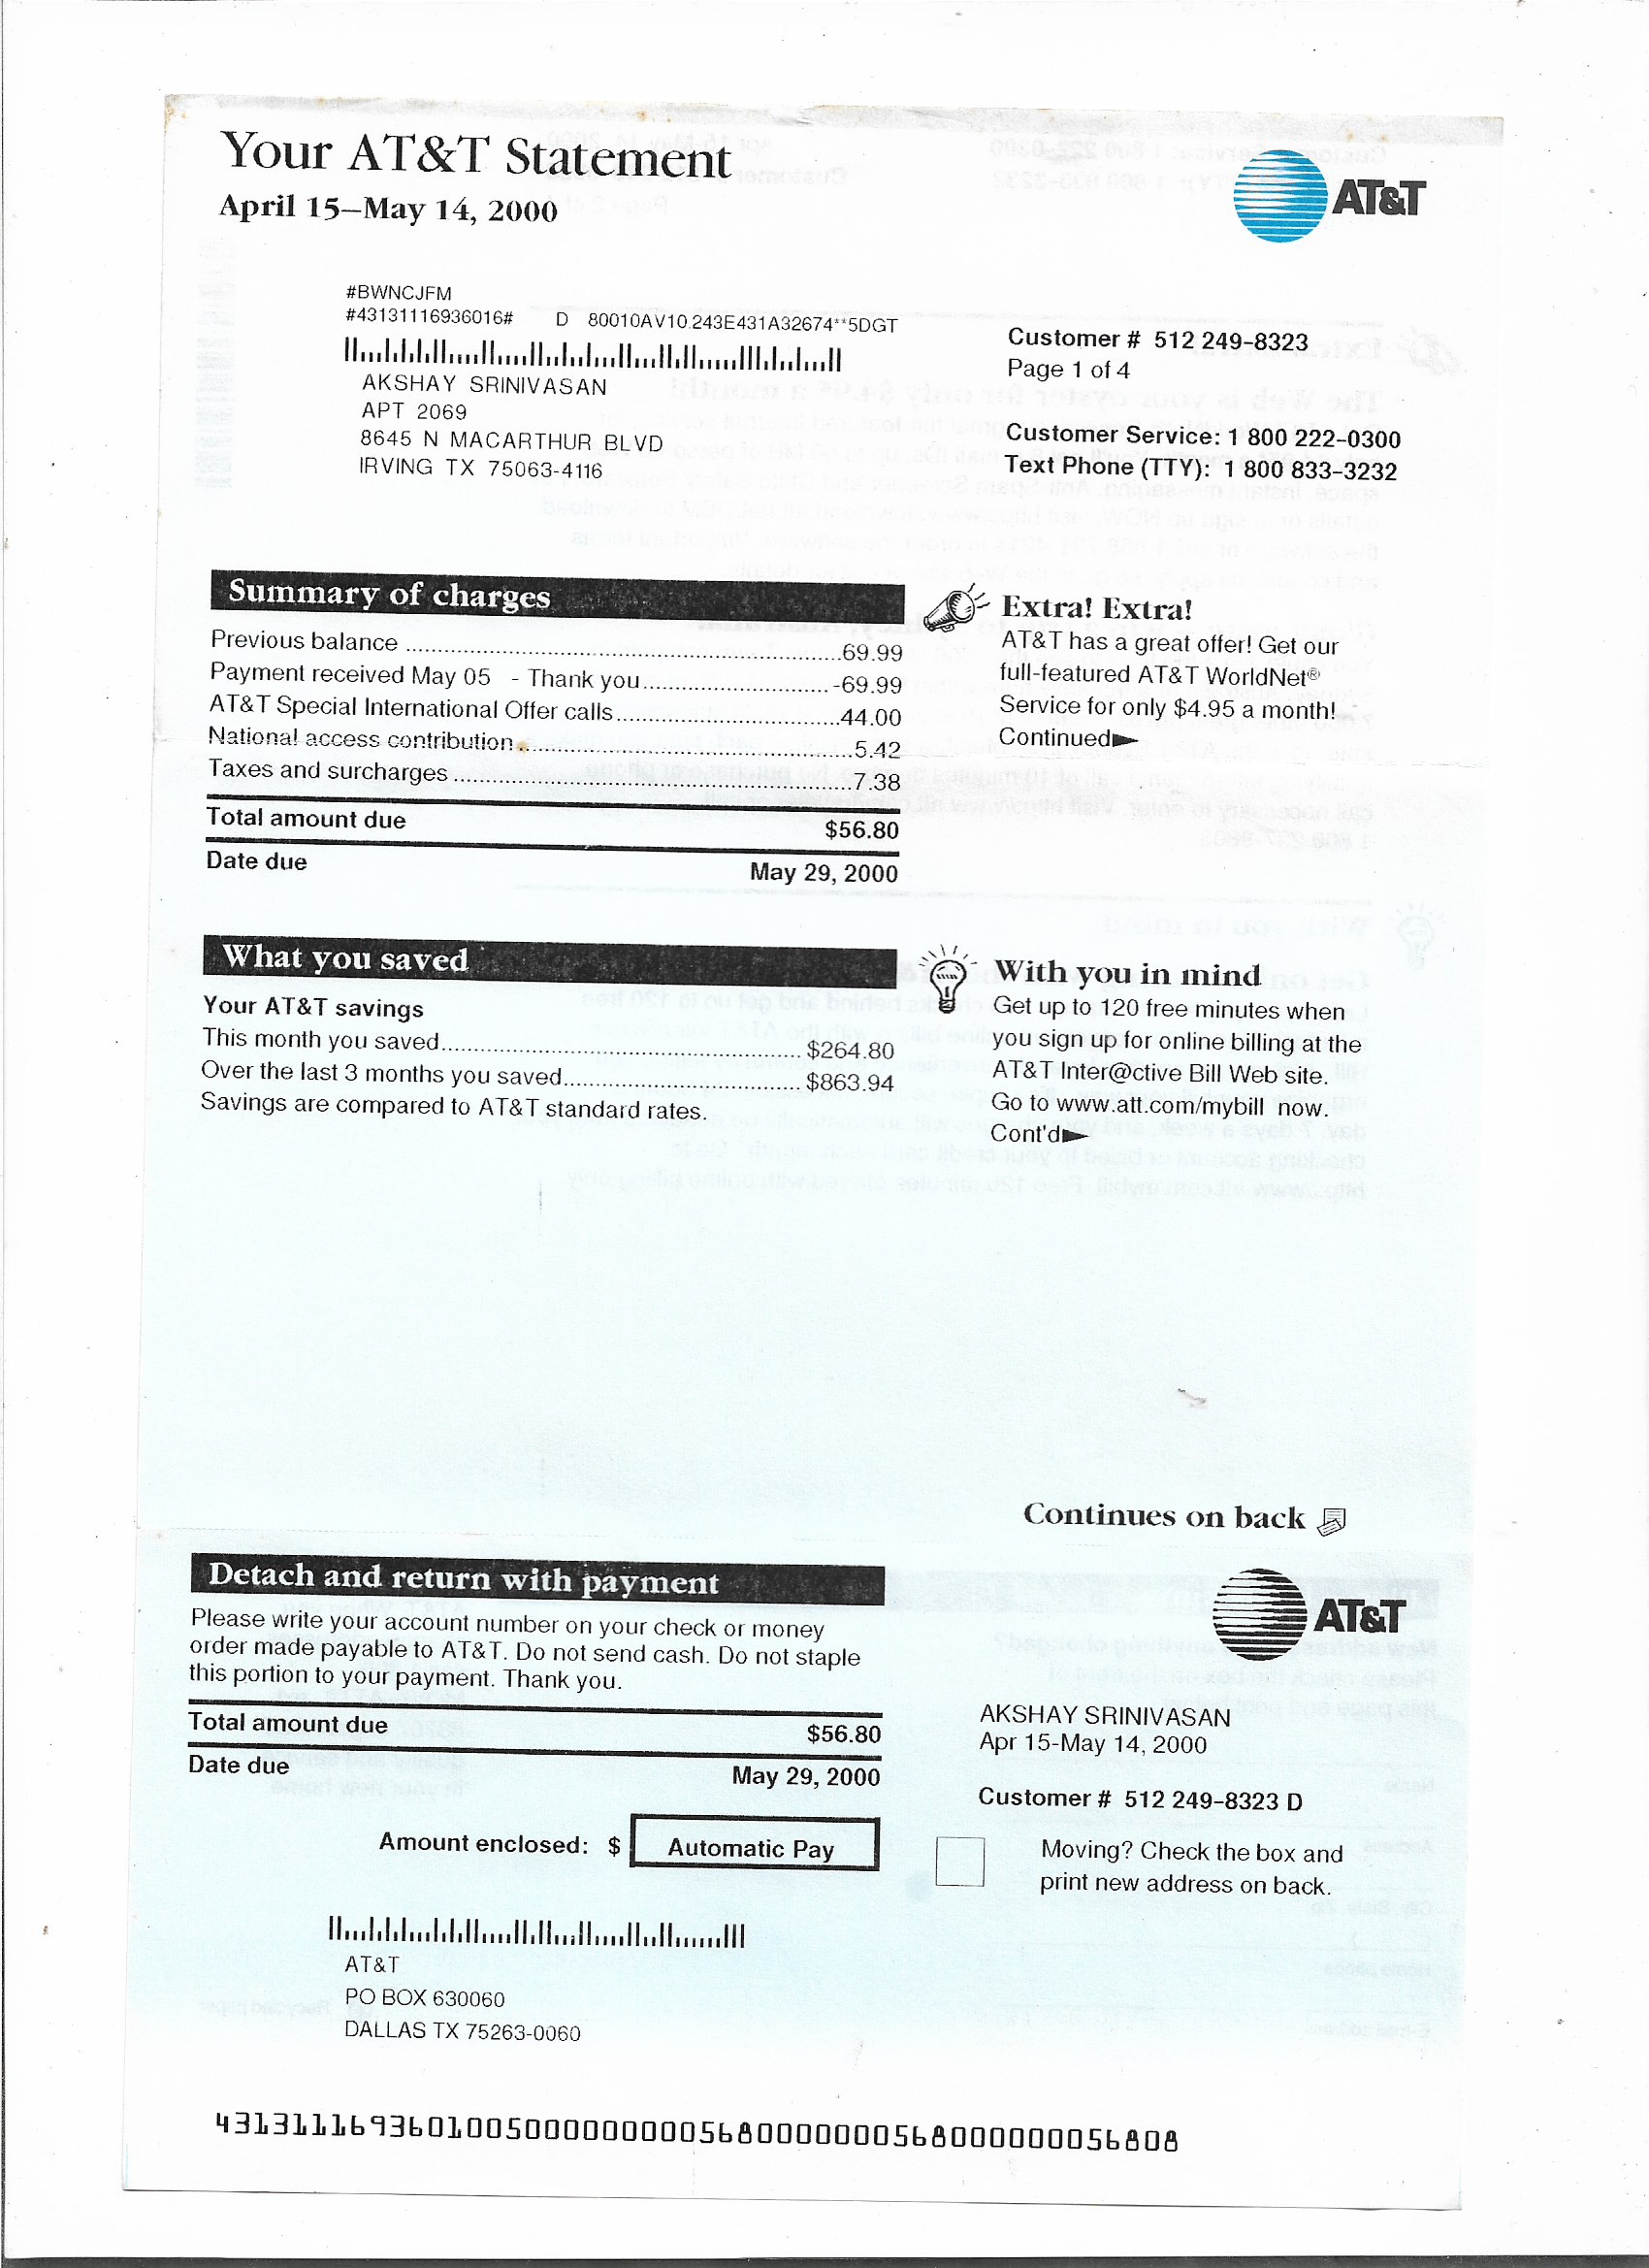 Your AT&T Statement
April 15–May 14, 2000
AT&T
#BWNCJFM
#43131116936016# D 80010AV10.243E431A32674**5DGT
AKSHAY SRINIVASAN
APT 2069
8645 N MACARTHUR BLVD
IRVING TX 75063-4116
Customer # 512 249-8323
Page 1 of 4
Customer Service: 1 800 222-0300
Text Phone (TTY): 1 800 833-3232
Summary of charges
Previous balance 69.99
Payment received May 05 - Thank you -69.99
AT&T Special International Offer calls 44.00
National access contribution 5.42
Taxes and surcharges 7.38
Total amount due $56.80
Date due May 29, 2000
Extra! Extra!
AT&T has a great offer! Get our
full-featured AT&T WorldNet®
Service for only $4.95 a month!
Continued
What you saved
Your AT&T savings
This month you saved $264.80
Over the last 3 months you saved $863.94
Savings are compared to AT&T standard rates.
With you in mind
Get up to 120 free minutes when
you sign up for online billing at the
AT&T Inter@ctive Bill Web site.
Go to www.att.com/mybill now.
Cont'd
Continues on back
Detach and return with payment
Please write your account number on your check or money
order made payable to AT&T. Do not send cash. Do not staple
this portion to your payment. Thank you.
Total amount due $56.80
Date due May 29, 2000
Amount enclosed: $ Automatic Pay
AT&T
AKSHAY SRINIVASAN
Apr 15-May 14, 2000
Customer # 512 249-8323 D
Moving? Check the box and
print new address on back.
AT&T
PO BOX 630060
DALLAS TX 75263-0060